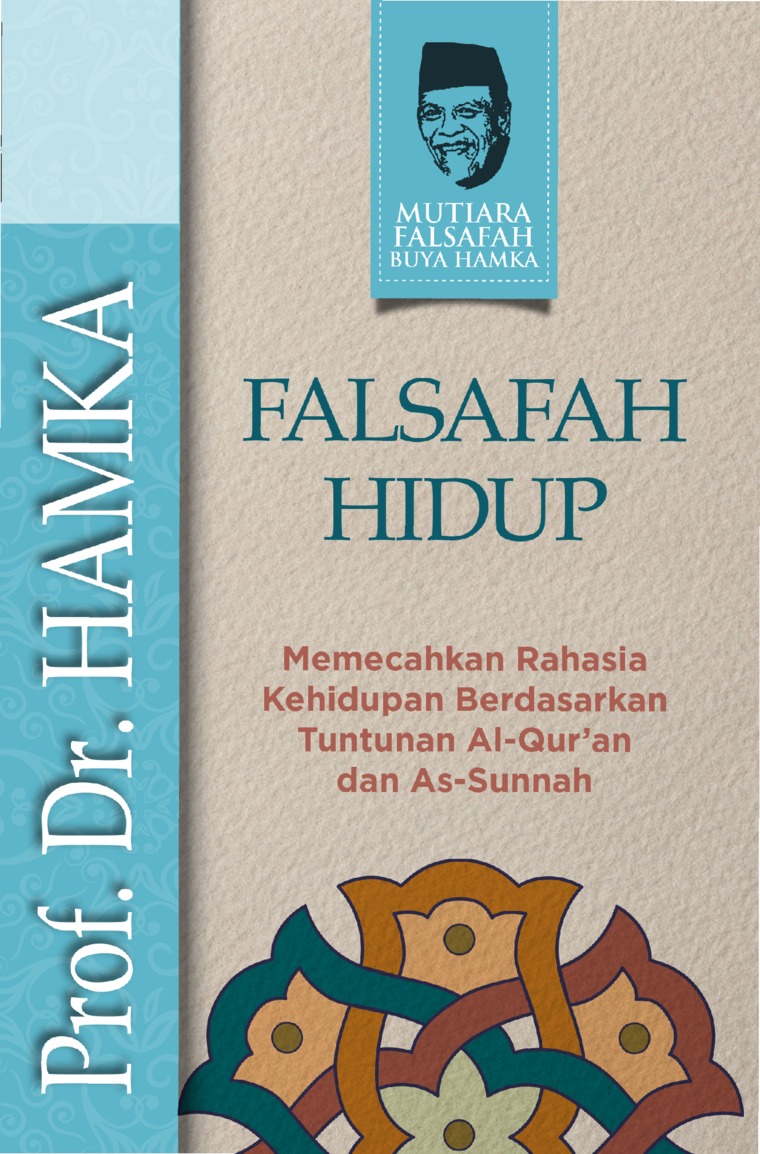 MUTIARA
FALSAFAH
BUYA HAMKA
Prof. Dr. HAMKA
FALSAFAH
HIDUP
Memecahkan Rahasia
Kehidupan Berdasarkan
Tuntunan Al-Qur’an
dan As-Sunnah